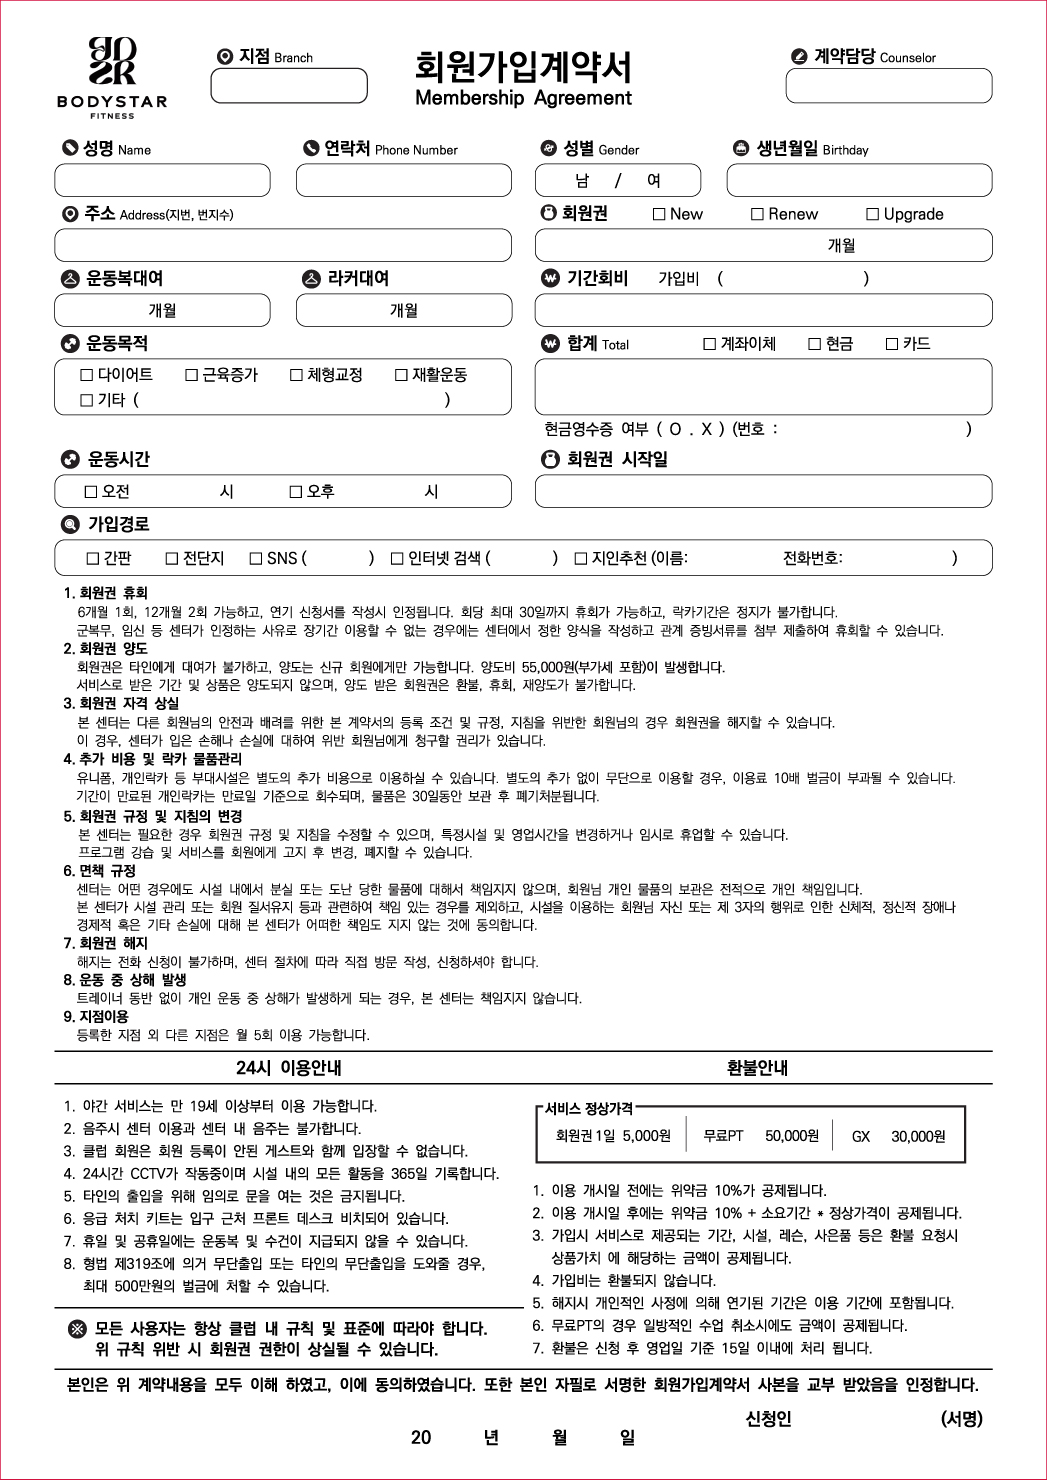 BODYSTAR
FITNESS
지점 Branch
회원가입계약서
Membership Agreement
계약담당 Counselor
성명 Name
연락처 Phone Number
성별 Gender
생년월일 Birthday
남 / 여
주소 Address(지번, 번지수)
회원권 □ New □ Renew □ Upgrade
개월
운동복대여
라커대여
기간회비 가입비 ( )
개월
개월
운동목적
합계 Total □ 계좌이체 □ 현금 □ 카드
□ 다이어트 □ 근육증가 □ 체형교정 □ 재활운동
□ 기타 ( )
현금영수증 여부 ( O . X ) (번호 : )
운동시간
회원권 시작일
□ 오전 시 □ 오후 시
가입경로
□ 간판 □ 전단지 □ SNS ( ) □ 인터넷 검색 ( ) □ 지인추천 (이름: 전화번호: )
1. 회원권 휴회
6개월 1회, 12개월 2회 가능하고, 연기 신청서를 작성시 인정됩니다. 회당 최대 30일까지 휴회가 가능하고, 락카기간은 정지가 불가합니다.
군복무, 임신 등 센터가 인정하는 사유로 장기간 이용할 수 없는 경우에는 센터에서 정한 양식을 작성하고 관계 증빙서류를 첨부 제출하여 휴회할 수 있습니다.
2. 회원권 양도
회원권은 타인에게 대여가 불가하고, 양도는 신규 회원에게만 가능합니다. 양도비 55,000원(부가세 포함)이 발생합니다.
서비스로 받은 기간 및 상품은 양도되지 않으며, 양도 받은 회원권은 환불, 휴회, 재양도가 불가합니다.
3. 회원권 자격 상실
본 센터는 다른 회원님의 안전과 배려를 위한 본 계약서의 등록 조건 및 규정, 지침을 위반한 회원님의 경우 회원권을 해지할 수 있습니다.
이 경우, 센터가 입은 손해나 손실에 대하여 위반 회원님에게 청구할 권리가 있습니다.
4. 추가 비용 및 락카 물품관리
유니폼, 개인락카 등 부대시설은 별도의 추가 비용으로 이용하실 수 있습니다. 별도의 추가 없이 무단으로 이용할 경우, 이용료 10배 벌금이 부과될 수 있습니다.
기간이 만료된 개인락카는 만료일 기준으로 회수되며, 물품은 30일동안 보관 후 폐기처분됩니다.
5. 회원권 규정 및 지침의 변경
본 센터는 필요한 경우 회원권 규정 및 지침을 수정할 수 있으며, 특정시설 및 영업시간을 변경하거나 임시로 휴업할 수 있습니다.
프로그램 강습 및 서비스를 회원에게 고지 후 변경, 폐지할 수 있습니다.
6. 면책 규정
센터는 어떤 경우에도 시설 내에서 분실 또는 도난 당한 물품에 대해서 책임지지 않으며, 회원님 개인 물품의 보관은 전적으로 개인 책임입니다.
본 센터가 시설 관리 또는 회원 질서유지 등과 관련하여 책임 있는 경우를 제외하고, 시설을 이용하는 회원님 자신 또는 제 3자의 행위로 인한 신체적, 정신적 장애나
경제적 혹은 기타 손실에 대해 본 센터가 어떠한 책임도 지지 않는 것에 동의합니다.
7. 회원권 해지
해지는 전화 신청이 불가하며, 센터 절차에 따라 직접 방문 작성, 신청하셔야 합니다.
8. 운동 중 상해 발생
트레이너 동반 없이 개인 운동 중 상해가 발생하게 되는 경우, 본 센터는 책임지지 않습니다.
9. 지점이용
등록한 지점 외 다른 지점은 월 5회 이용 가능합니다.
24시 이용안내
1. 야간 서비스는 만 19세 이상부터 이용 가능합니다.
2. 음주시 센터 이용과 센터 내 음주는 불가합니다.
3. 클럽 회원은 회원 등록이 안된 게스트와 함께 입장할 수 없습니다.
4. 24시간 CCTV가 작동중이며 시설 내의 모든 활동을 365일 기록합니다.
5. 타인의 출입을 위해 임의로 문을 여는 것은 금지됩니다.
6. 응급 처치 키트는 입구 근처 프론트 데스크 비치되어 있습니다.
7. 휴일 및 공휴일에는 운동복 및 수건이 지급되지 않을 수 있습니다.
8. 형법 제319조에 의거 무단출입 또는 타인의 무단출입을 도와줄 경우,
최대 500만원의 벌금에 처할 수 있습니다.
※ 모든 사용자는 항상 클럽 내 규칙 및 표준에 따라야 합니다.
위 규칙 위반 시 회원권 권한이 상실될 수 있습니다.
환불안내
서비스 정상가격
회원권 1일 5,000원 무료PT 50,000원 GX 30,000원
1. 이용 개시일 전에는 위약금 10%가 공제됩니다.
2. 이용 개시일 후에는 위약금 10% + 소요기간 * 정상가격이 공제됩니다.
3. 가입시 서비스로 제공되는 기간, 시설, 레슨, 사은품 등은 환불 요청시
상품가치 에 해당하는 금액이 공제됩니다.
4. 가입비는 환불되지 않습니다.
5. 해지시 개인적인 사정에 의해 연기된 기간은 이용 기간에 포함됩니다.
6. 무료PT의 경우 일방적인 수업 취소시에도 금액이 공제됩니다.
7. 환불은 신청 후 영업일 기준 15일 이내에 처리 됩니다.
본인은 위 계약내용을 모두 이해 하였고, 이에 동의하였습니다. 또한 본인 자필로 서명한 회원가입계약서 사본을 교부 받았음을 인정합니다.
신청인 (서명)
20 년 월 일